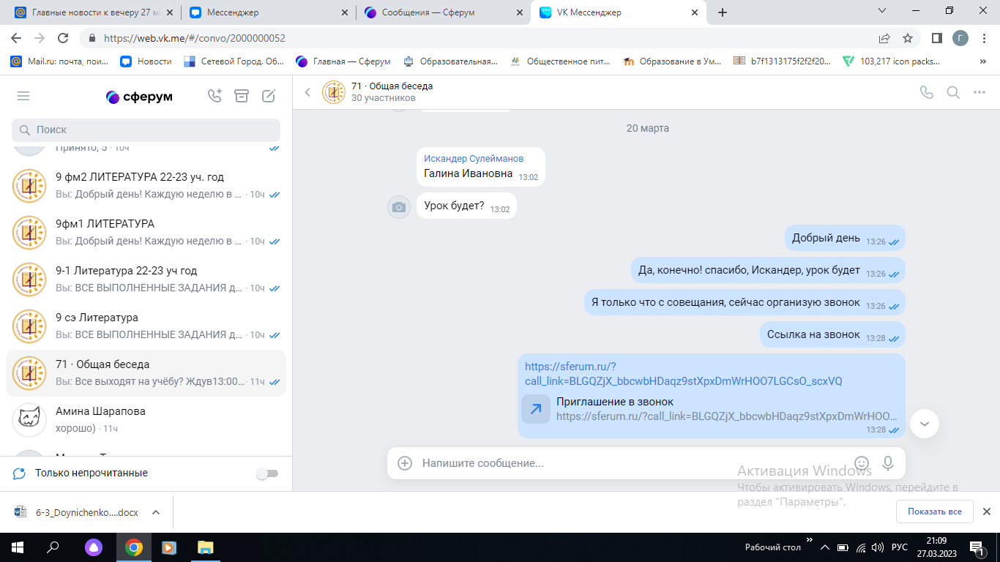 Главные новости к вечеру 27 м
Мессенджер
Сообщения — Сферум
VK Мессенджер
https://web.vk.me/#/convo/2000000052
Г
Mail.ru: почта, пои...
Новости
Сетевой Город. Об...
Главная — Сферум
Образовательная...
Общественное пит...
Образование в Ум...
b7f1313175f2f2f20...
103,217 icon packs...
»
сферум
Поиск
Принято, 5 · 10ч
9 фм2 ЛИТЕРАТУРА 22-23 уч. год
Вы: Добрый день! Каждую неделю в ... · 10ч
9фм1 ЛИТЕРАТУРА
Вы: Добрый день! Каждую неделю в ... · 10ч
9-1 Литература 22-23 уч год
Вы: ВСЕ ВЫПОЛНЕННЫЕ ЗАДАНИЯ д... · 10ч
9 сэ Литература
Вы: ВСЕ ВЫПОЛНЕННЫЕ ЗАДАНИЯ д... · 10ч
71 · Общая беседа
Вы: Все выходят на учёбу? Ждув13:00... · 11ч
Амина Шарапова
хорошо) · 11ч
Только непрочитанные
71 · Общая беседа
30 участников
20 марта
Искандер Сулейманов
Галина Ивановна 13:02
Урок будет? 13:02
Добрый день 13:26
Да, конечно! спасибо, Искандер, урок будет 13:26
Я только что с совещания, сейчас организую звонок 13:26
Ссылка на звонок 13:28
https://sferum.ru/?
call_link=BLGQZjX_bbcwbHDaqz9stXpxDmWrHOO7LGCsO_scxVQ
Приглашение в звонок
https://sferum.ru/?call_link=BLGQZjX_bbcwbHDaqz9stXpxDmWrHOO...
13:28
Напишите сообщение...
Активация Windows
Чтобы активировать Windows, перейдите в
раздел "Параметры".
6-3_Doynichenko....docx
Показать все
Рабочий стол
»
РУС
21:09
27.03.2023
1